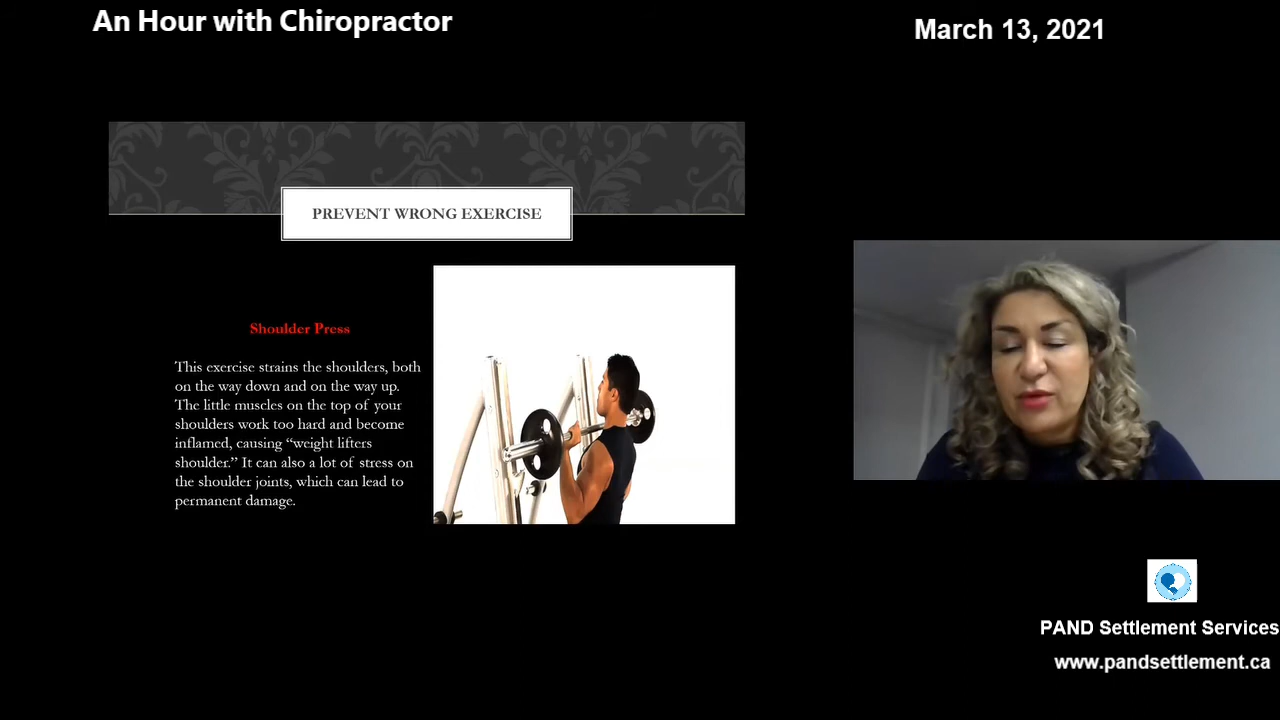 An Hour with Chiropractor
March 13, 2021
PREVENT WRONG EXERCISE
Shoulder Press
This exercise strains the shoulders, both
on the way down and on the way up.
The little muscles on the top of your
shoulders work too hard and become
inflamed, causing “weight lifters
shoulder.” It can also a lot of stress on
the shoulder joints, which can lead to
permanent damage.
PAND Settlement Services
www.pandsettlement.ca